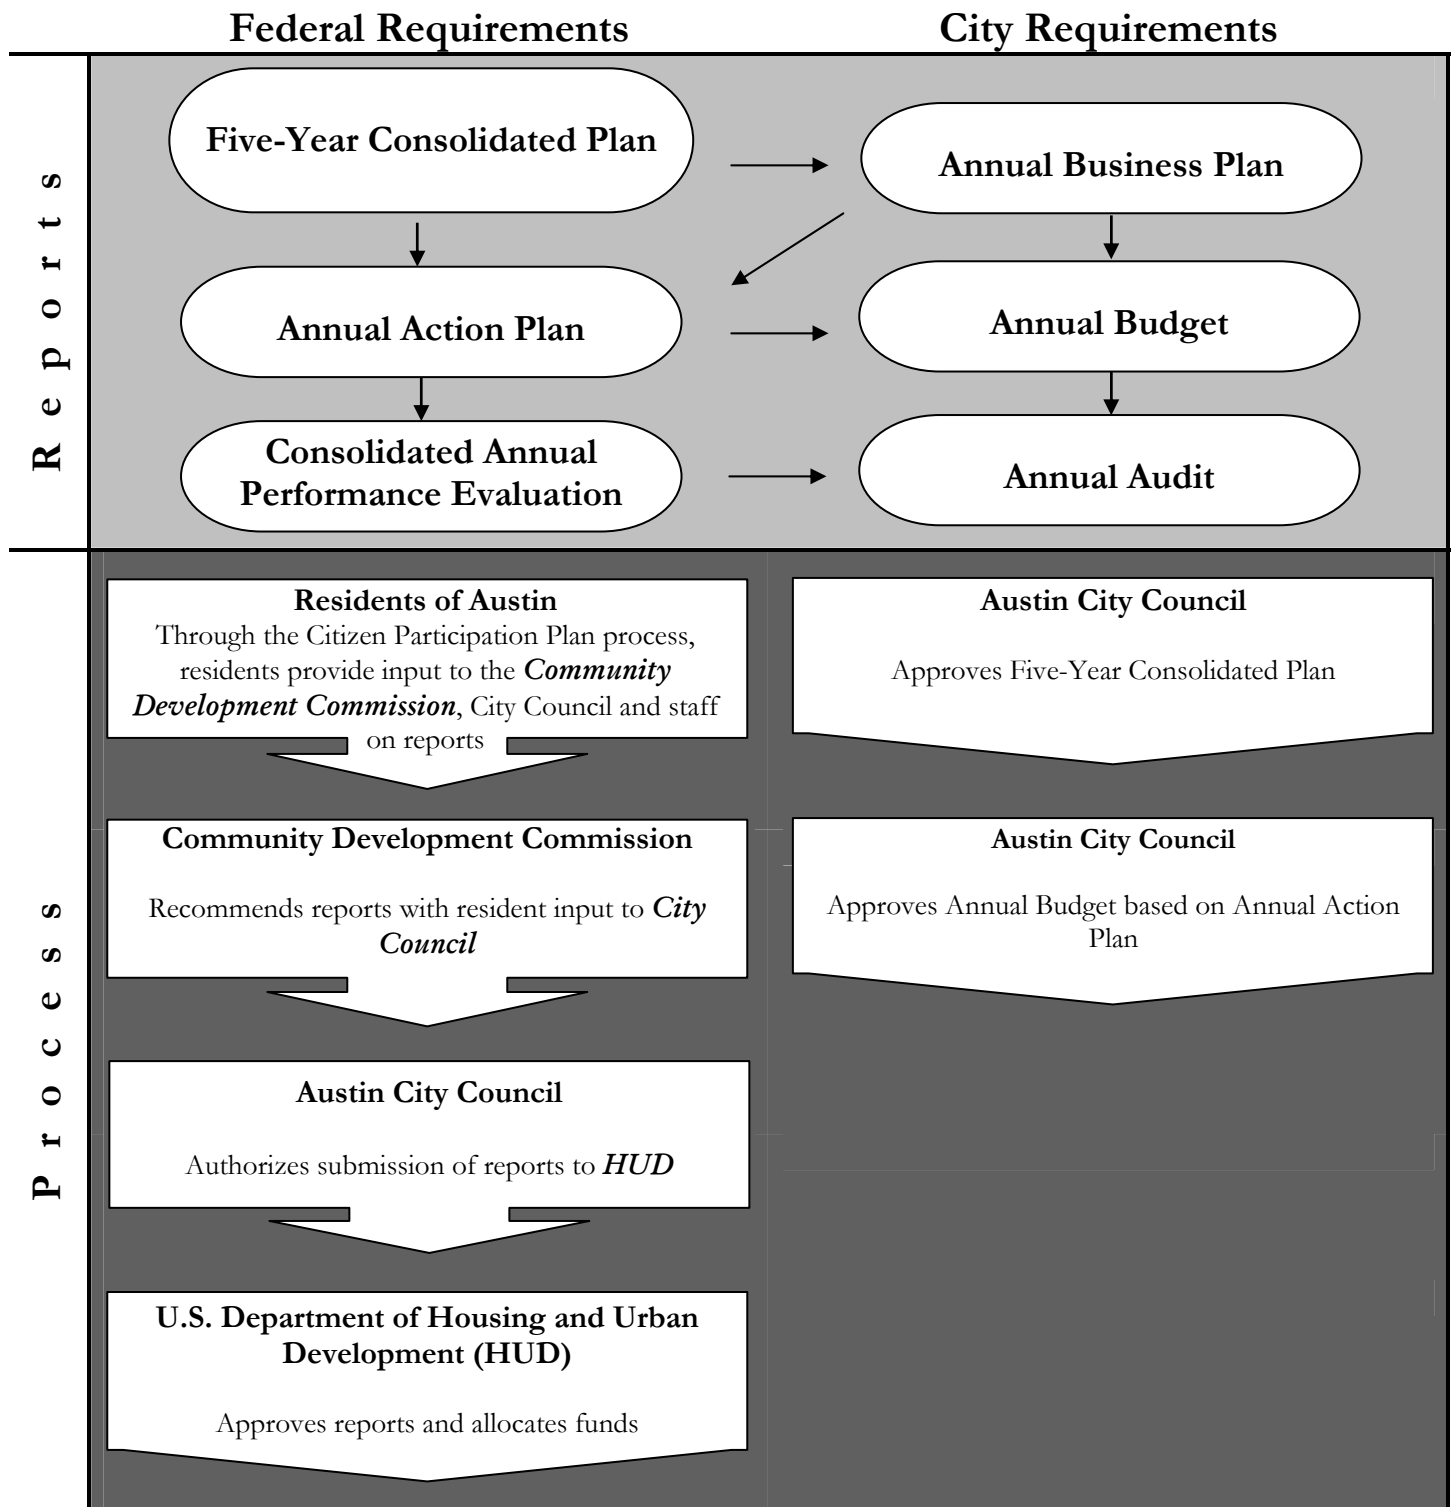 Federal Requirements
City Requirements
Reports
Five-Year Consolidated Plan
Annual Business Plan
Annual Action Plan
Annual Budget
Consolidated Annual
Performance Evaluation
Annual Audit
Process
Residents of Austin
Through the Citizen Participation Plan process,
residents provide input to the Community
Development Commission, City Council and staff
on reports
Austin City Council
Approves Five-Year Consolidated Plan
Community Development Commission
Recommends reports with resident input to City
Council
Austin City Council
Approves Annual Budget based on Annual Action
Plan
Austin City Council
Authorizes submission of reports to HUD
U.S. Department of Housing and Urban
Development (HUD)
Approves reports and allocates funds